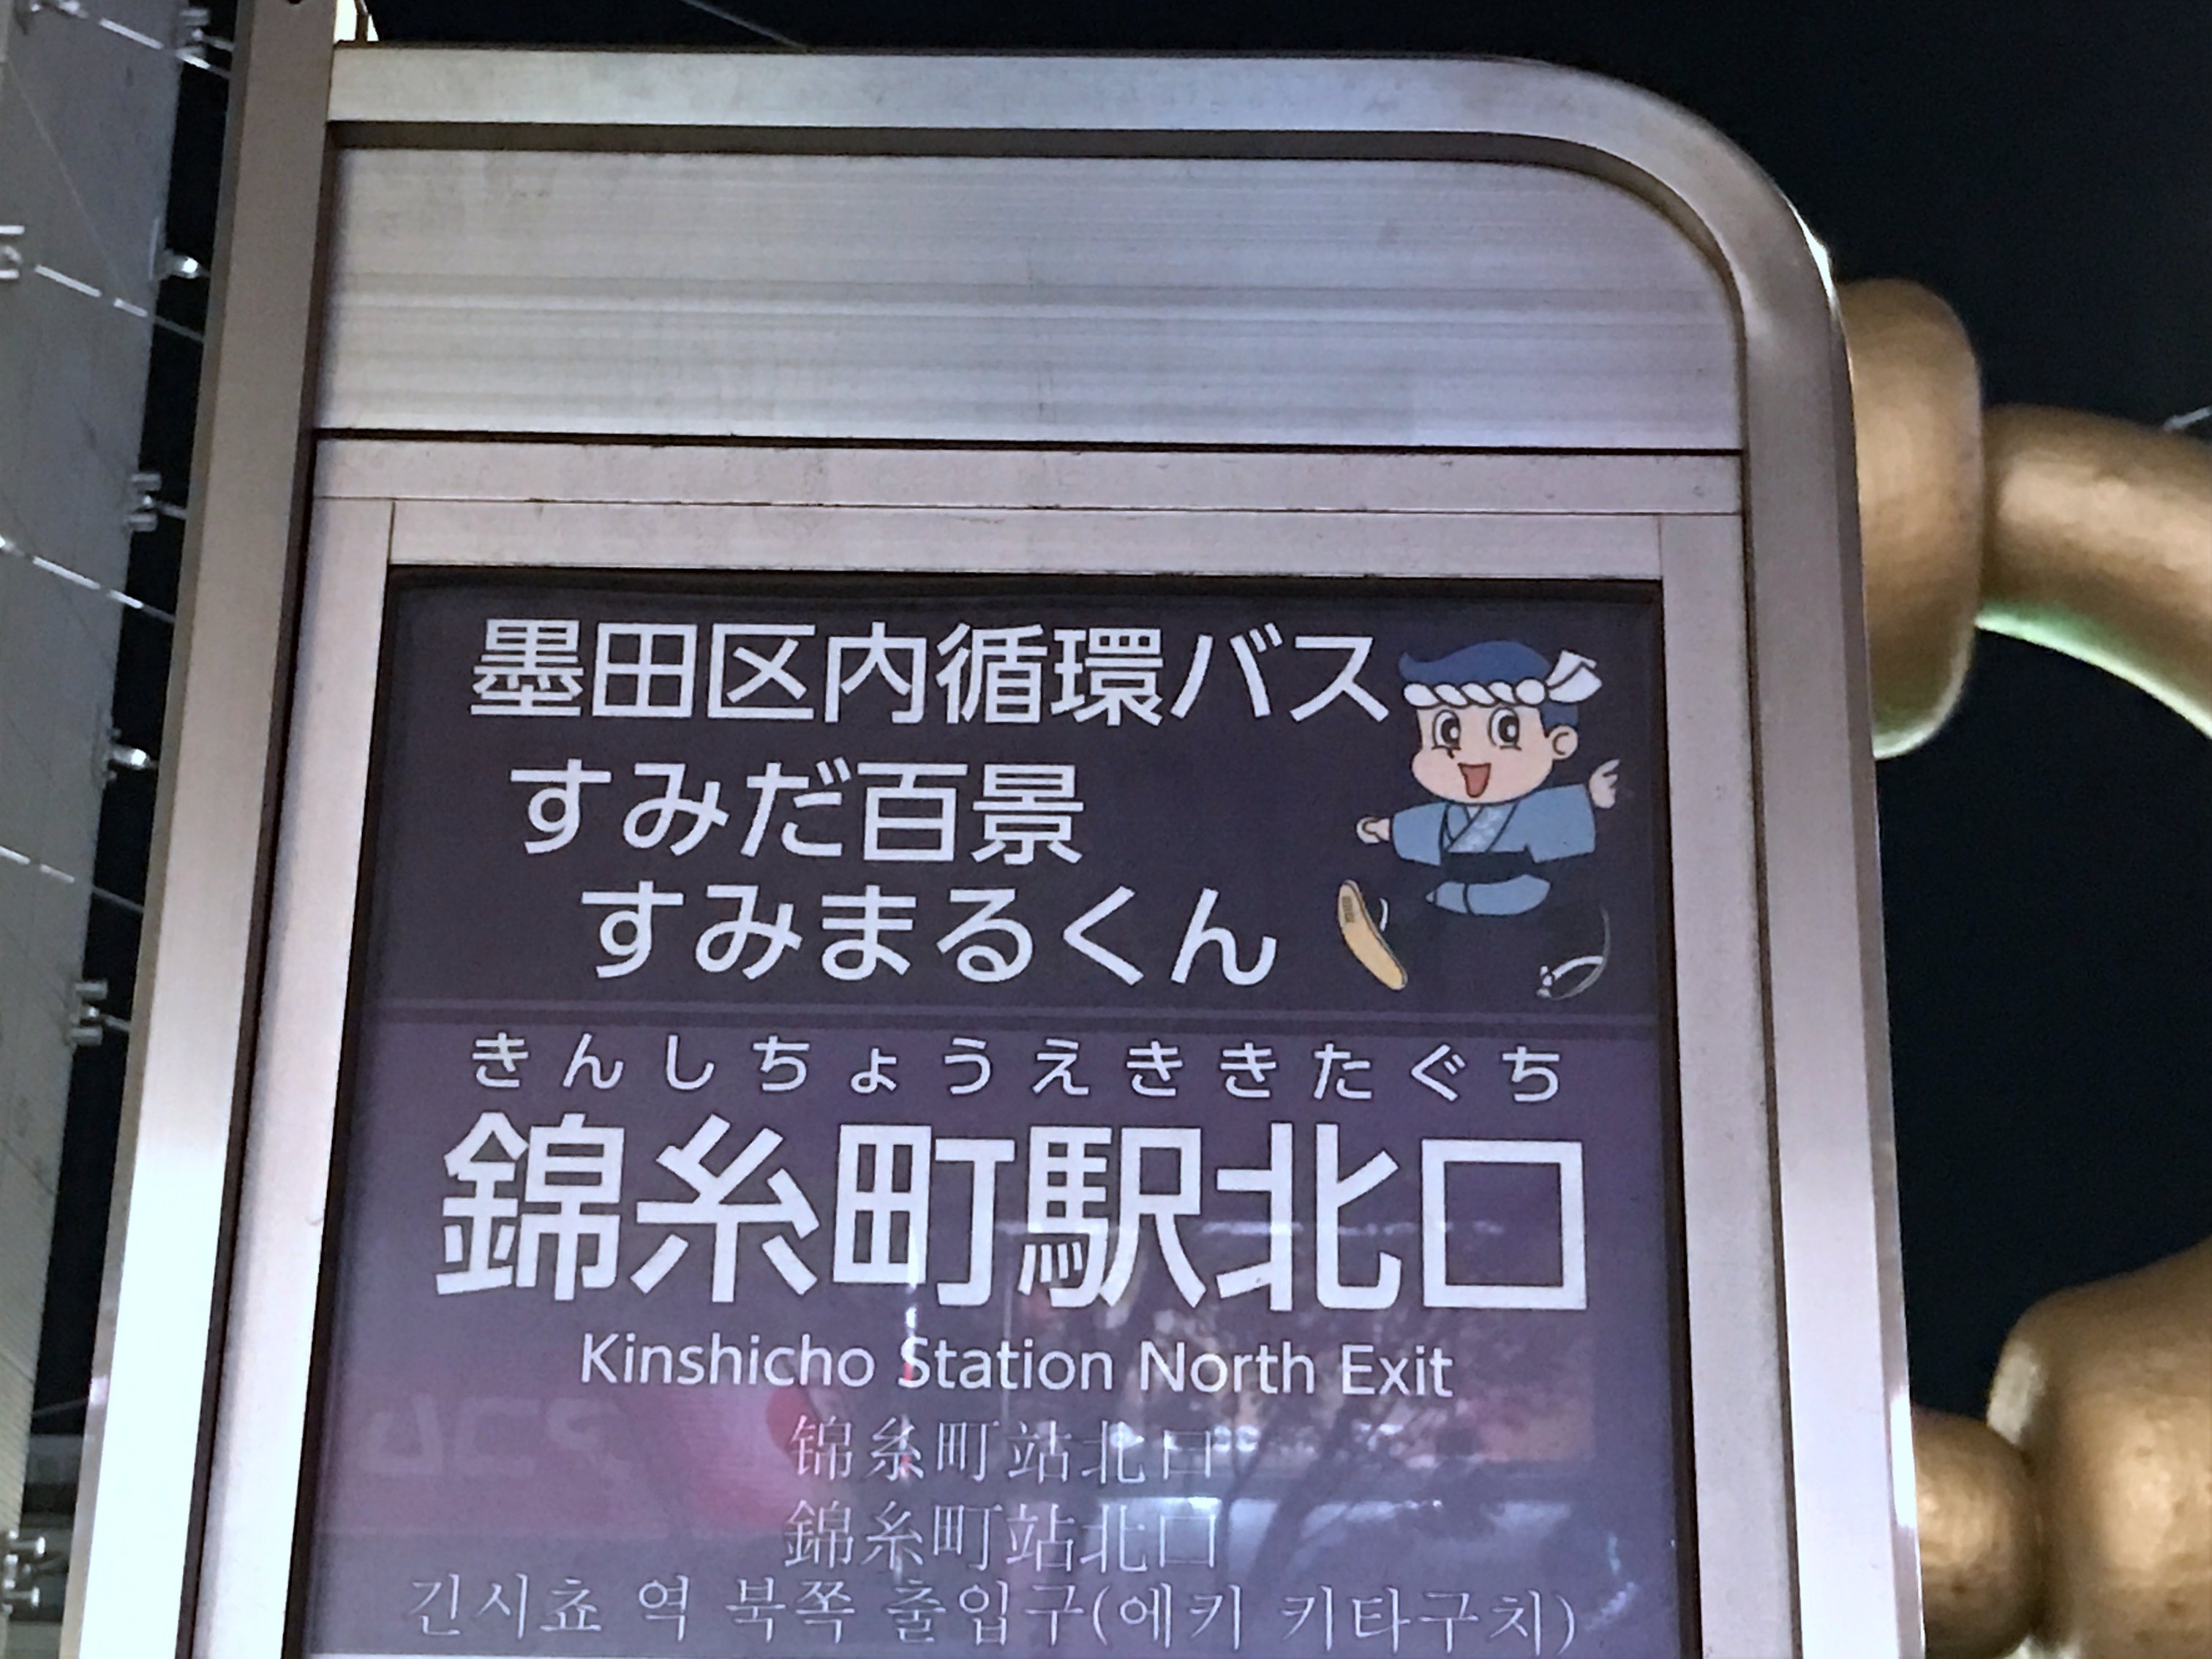 墨田区内循環バス
すみだ百景
すみまるくん
きんしちょうえききたぐち
錦糸町駅北口
Kinshicho Station North Exit
锦糸町站北口
錦糸町站北口
긴시쵸 역 북쪽 출입구(에키 키타구치)